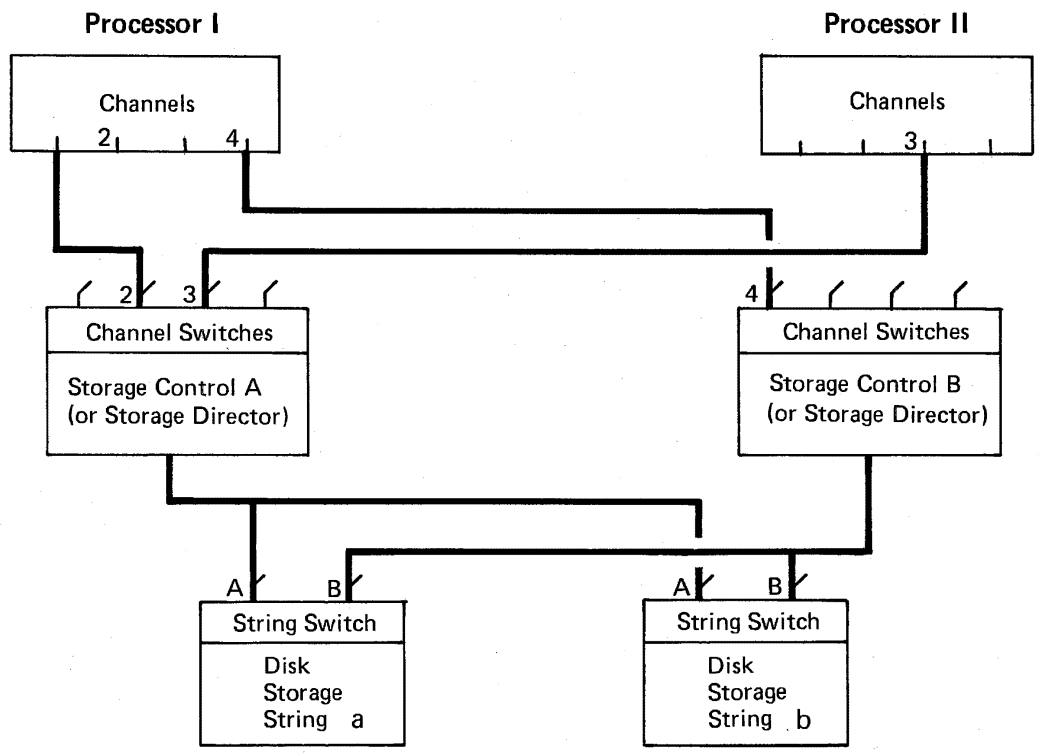 Processor I
Processor II
Channels
2
4
Channels
3
2
3
4
Channel Switches
Storage Control A
(or Storage Director)
Channel Switches
Storage Control B
(or Storage Director)
A
B
A
B
String Switch
Disk
Storage
String a
String Switch
Disk
Storage
String b